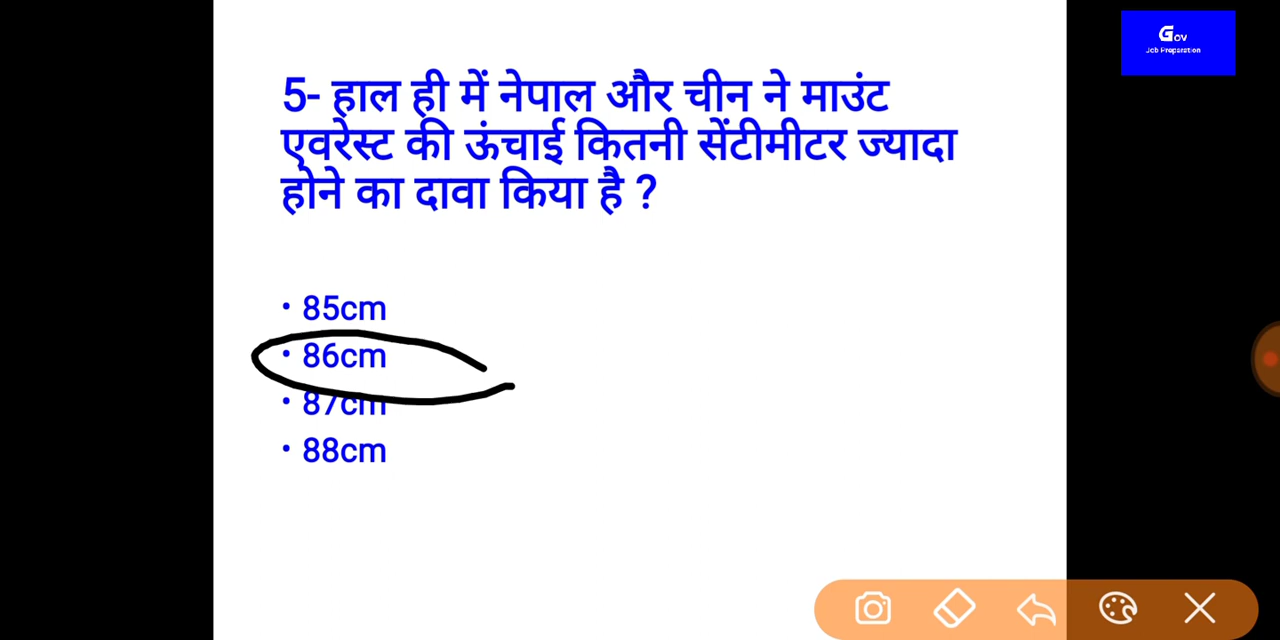 Gov
Job Preparation
5- हाल ही में नेपाल और चीन ने माउंट
एवरेस्ट की ऊंचाई कितनी सेंटीमीटर ज्यादा
होने का दावा किया है ?
• 85cm
• 86cm
• 87cm
• 88cm